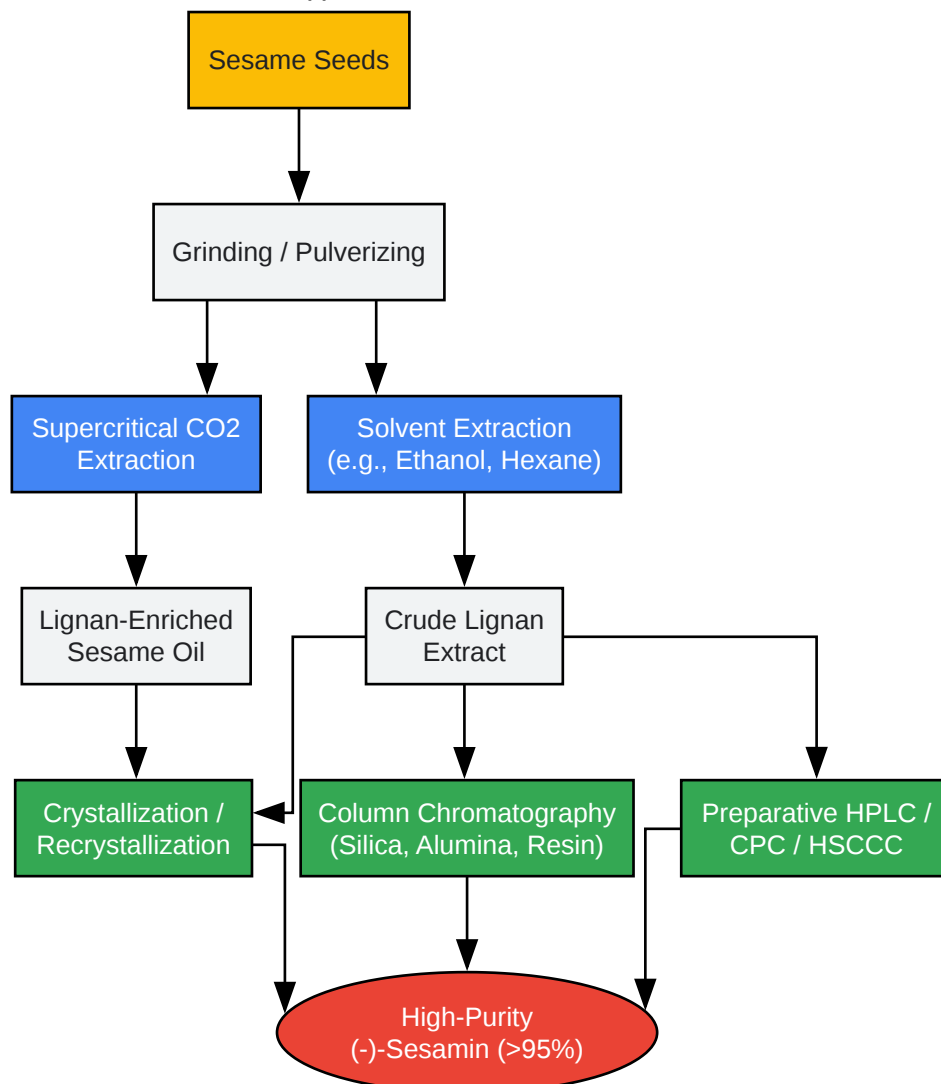 Sesame Seeds
Grinding / Pulverizing
Supercritical CO2
Extraction
Solvent Extraction
(e.g., Ethanol, Hexane)
Lignan-Enriched
Sesame Oil
Crude Lignan
Extract
Crystallization /
Recrystallization
Column Chromatography
(Silica, Alumina, Resin)
Preparative HPLC /
CPC / HSCCC
High-Purity
(-)-Sesamin (>95%)